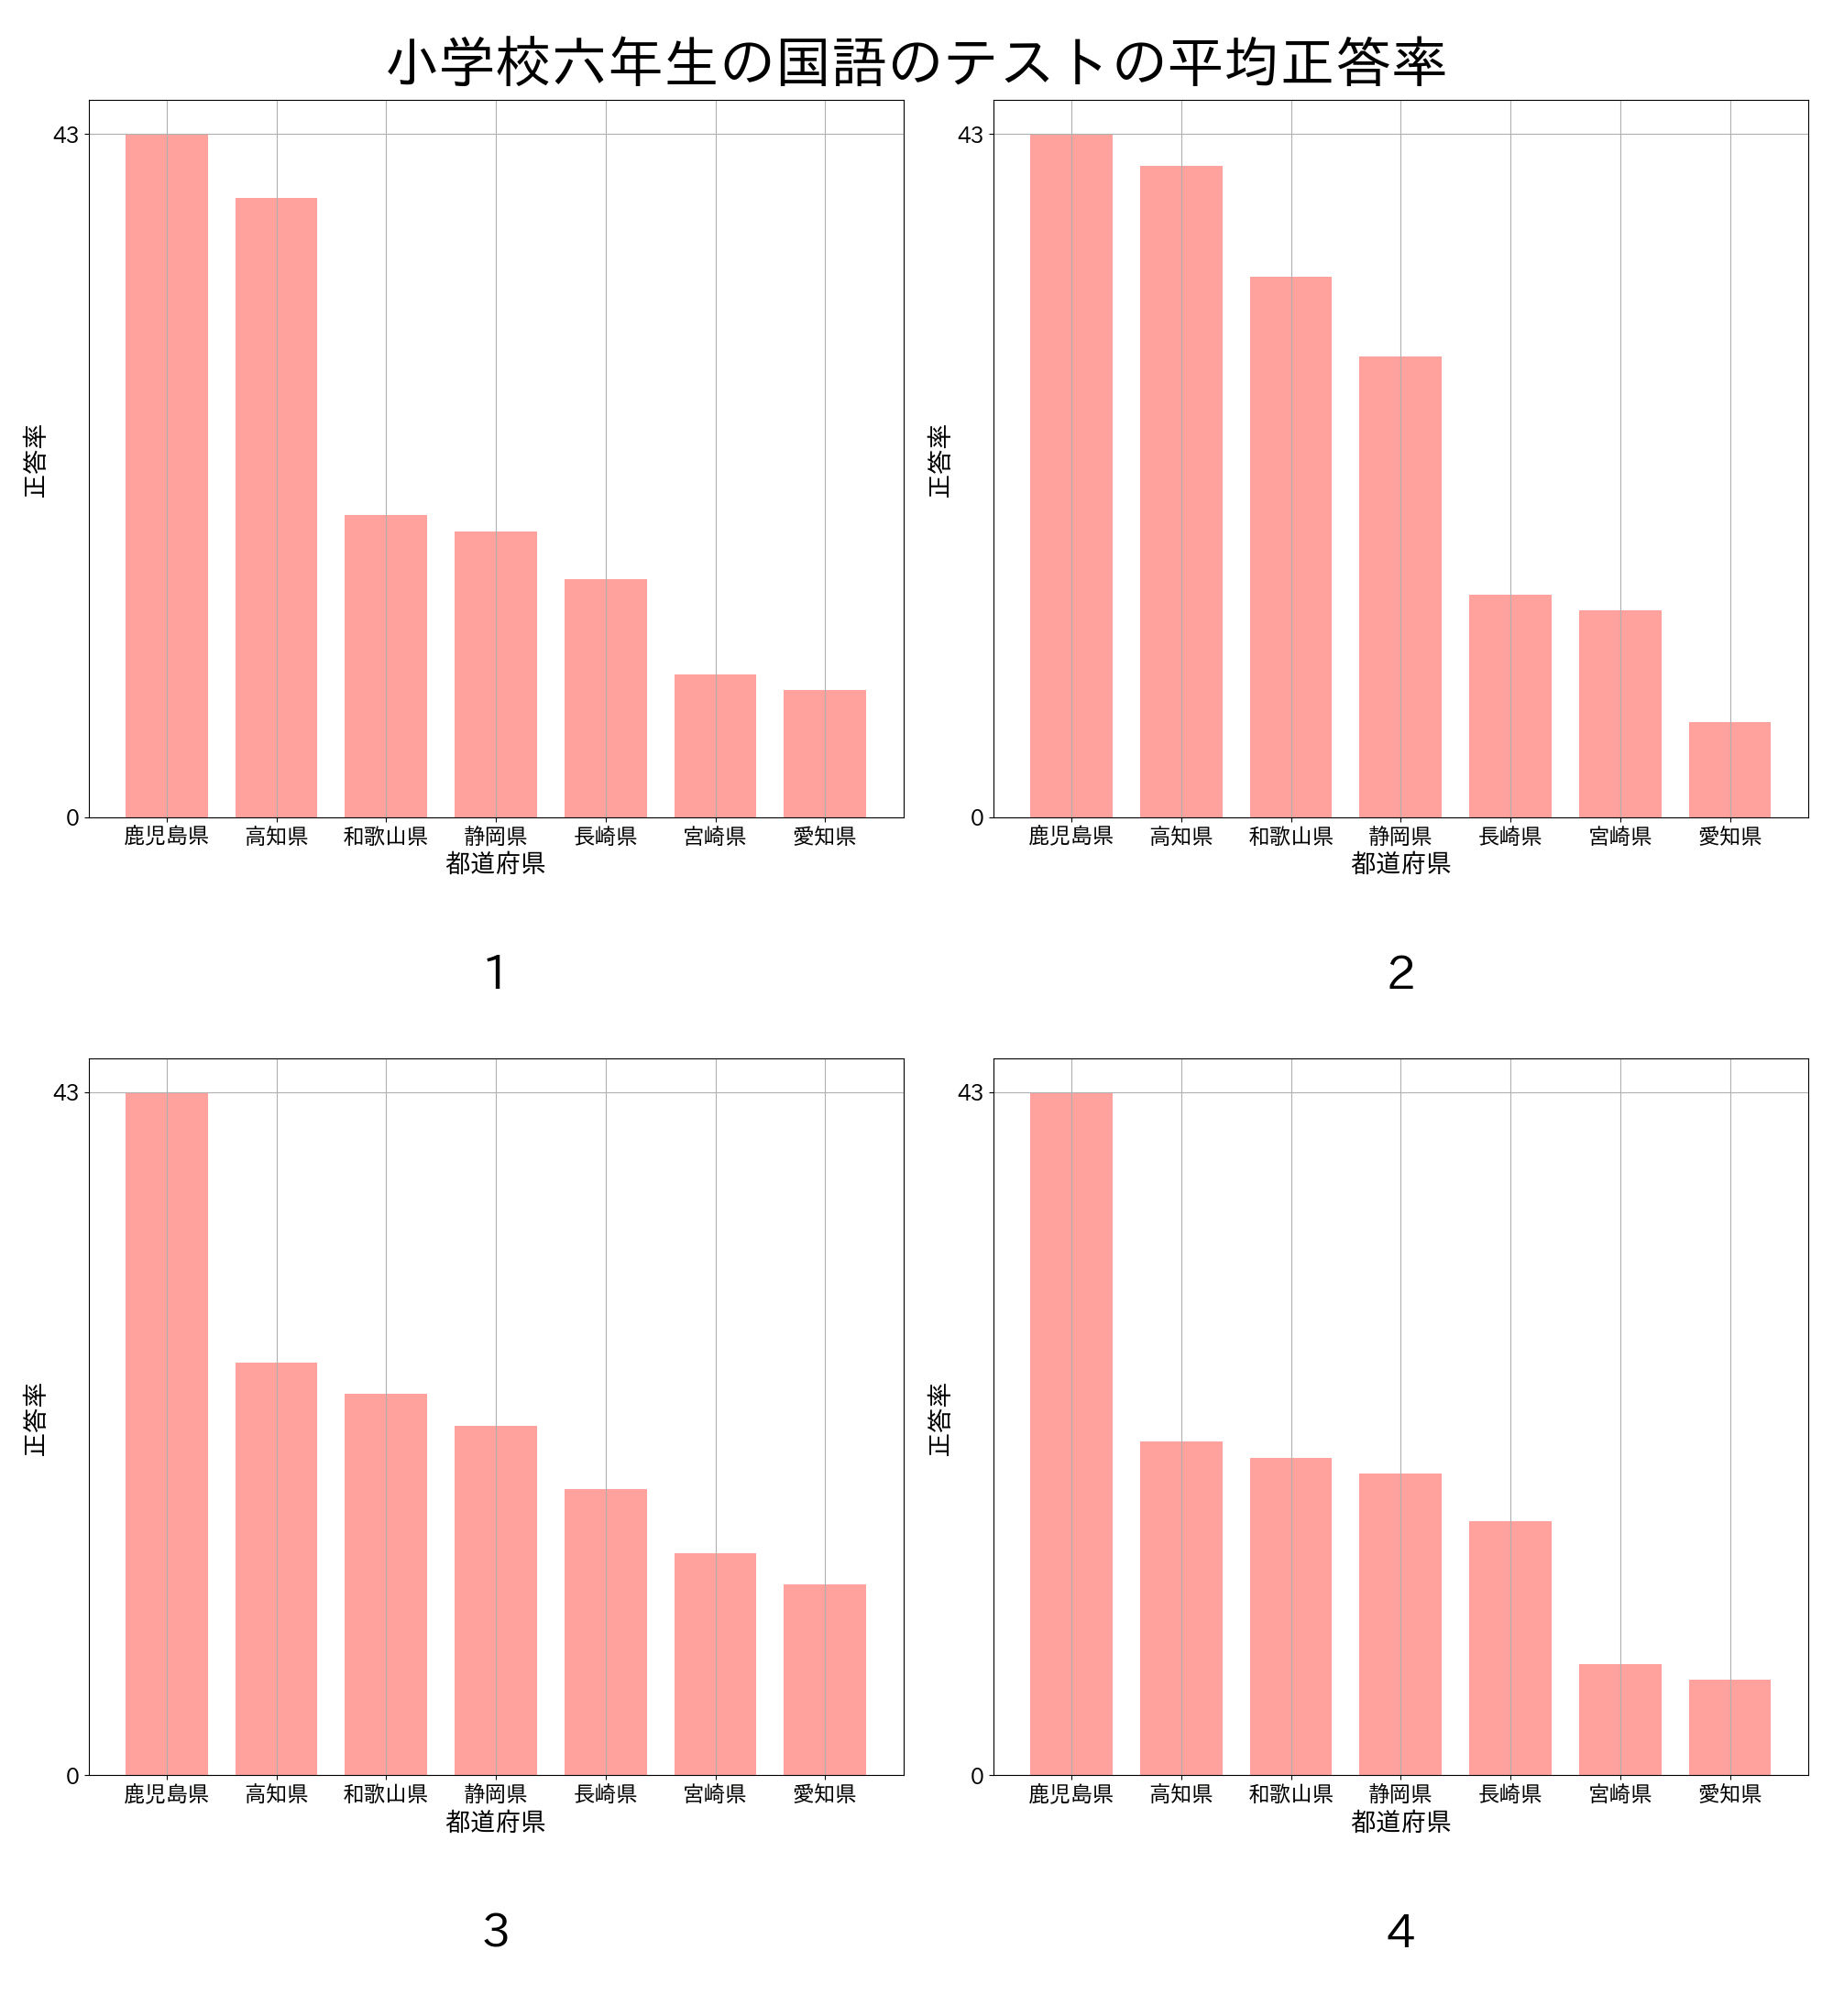 小学校六年生の国語のテストの平均正答率
43
正答率
0
鹿児島県 高知県 和歌山県 静岡県 長崎県 宮崎県 愛知県
都道府県
1
43
正答率
0
鹿児島県 高知県 和歌山県 静岡県 長崎県 宮崎県 愛知県
都道府県
2
43
正答率
0
鹿児島県 高知県 和歌山県 静岡県 長崎県 宮崎県 愛知県
都道府県
3
43
正答率
0
鹿児島県 高知県 和歌山県 静岡県 長崎県 宮崎県 愛知県
都道府県
4